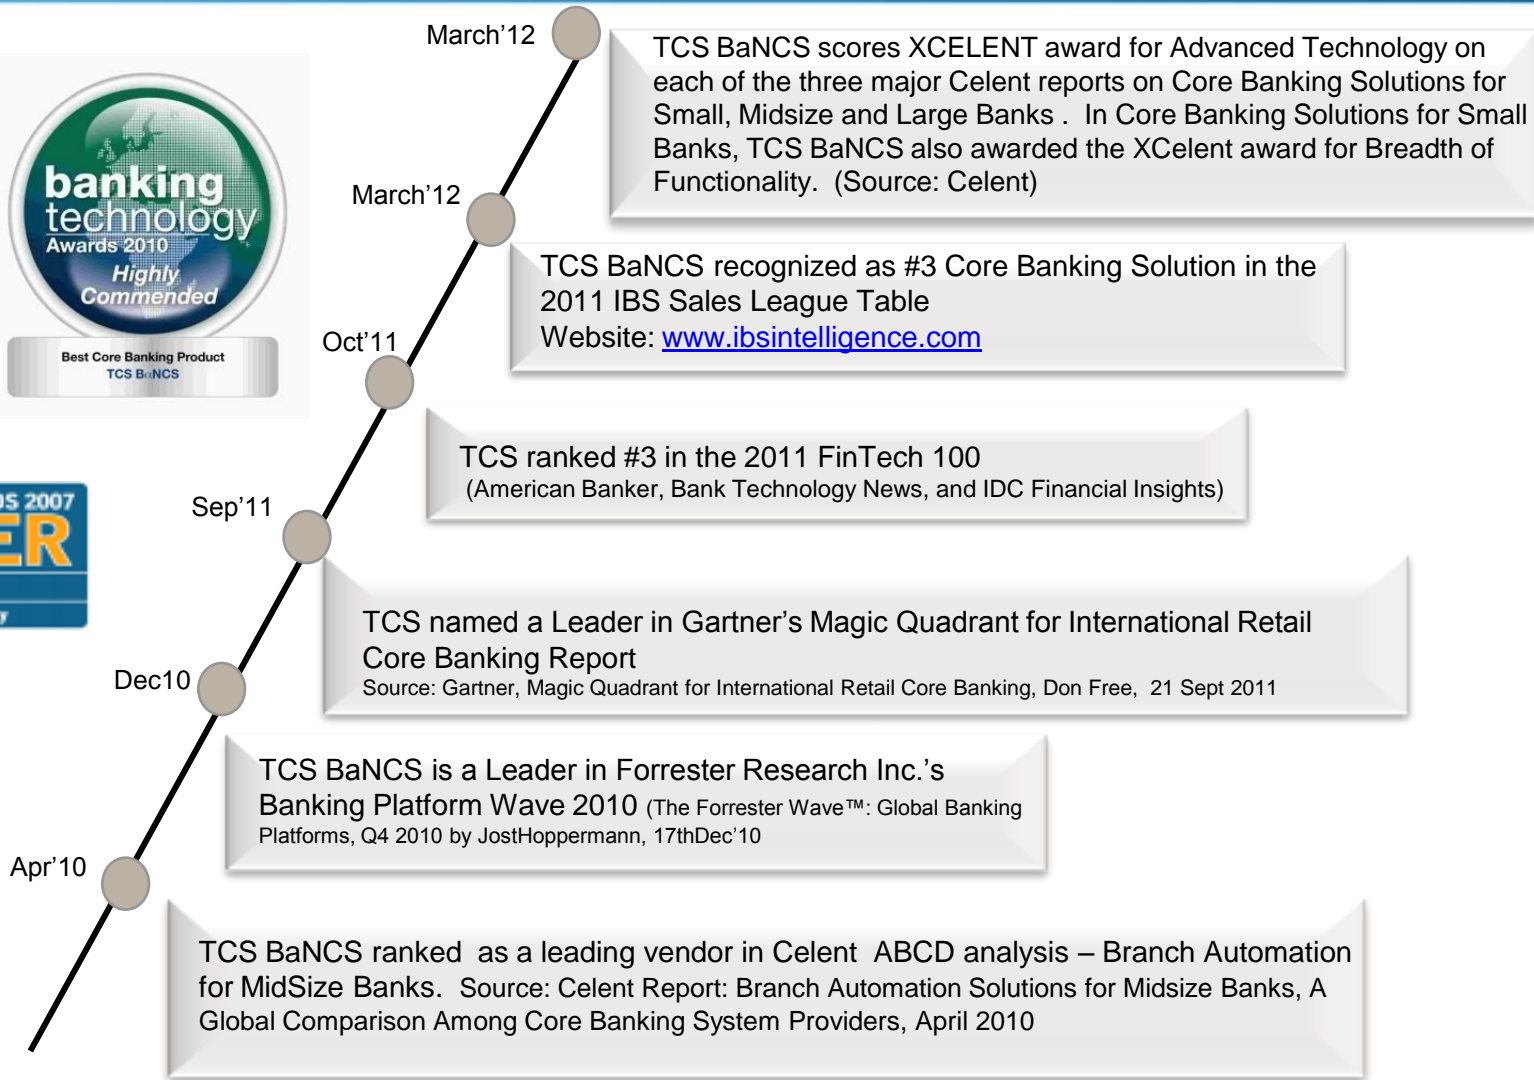 March’12
TCS BaNCS scores XCELENT award for Advanced Technology on
each of the three major Celent reports on Core Banking Solutions for
Small, Midsize and Large Banks .  In Core Banking Solutions for Small
Banks, TCS BaNCS also awarded the XCelent award for Breadth of
Functionality.  (Source: Celent)
banking
technology
Awards 2010
Highly
Commended
Best Core Banking Product
TCS BαNCS
March’12
TCS BaNCS recognized as #3 Core Banking Solution in the
2011 IBS Sales League Table
Website: www.ibsintelligence.com
Oct’11
TCS ranked #3 in the 2011 FinTech 100
(American Banker, Bank Technology News, and IDC Financial Insights)
2007
Sep’11
TCS named a Leader in Gartner’s Magic Quadrant for International Retail
Core Banking Report
Source: Gartner, Magic Quadrant for International Retail Core Banking, Don Free,  21 Sept 2011
Dec10
TCS BaNCS is a Leader in Forrester Research Inc.’s
Banking Platform Wave 2010 (The Forrester Wave™: Global Banking
Platforms, Q4 2010 by JostHoppermann, 17thDec’10
Apr’10
TCS BaNCS ranked  as a leading vendor in Celent  ABCD analysis – Branch Automation
for MidSize Banks.  Source: Celent Report: Branch Automation Solutions for Midsize Banks, A
Global Comparison Among Core Banking System Providers, April 2010